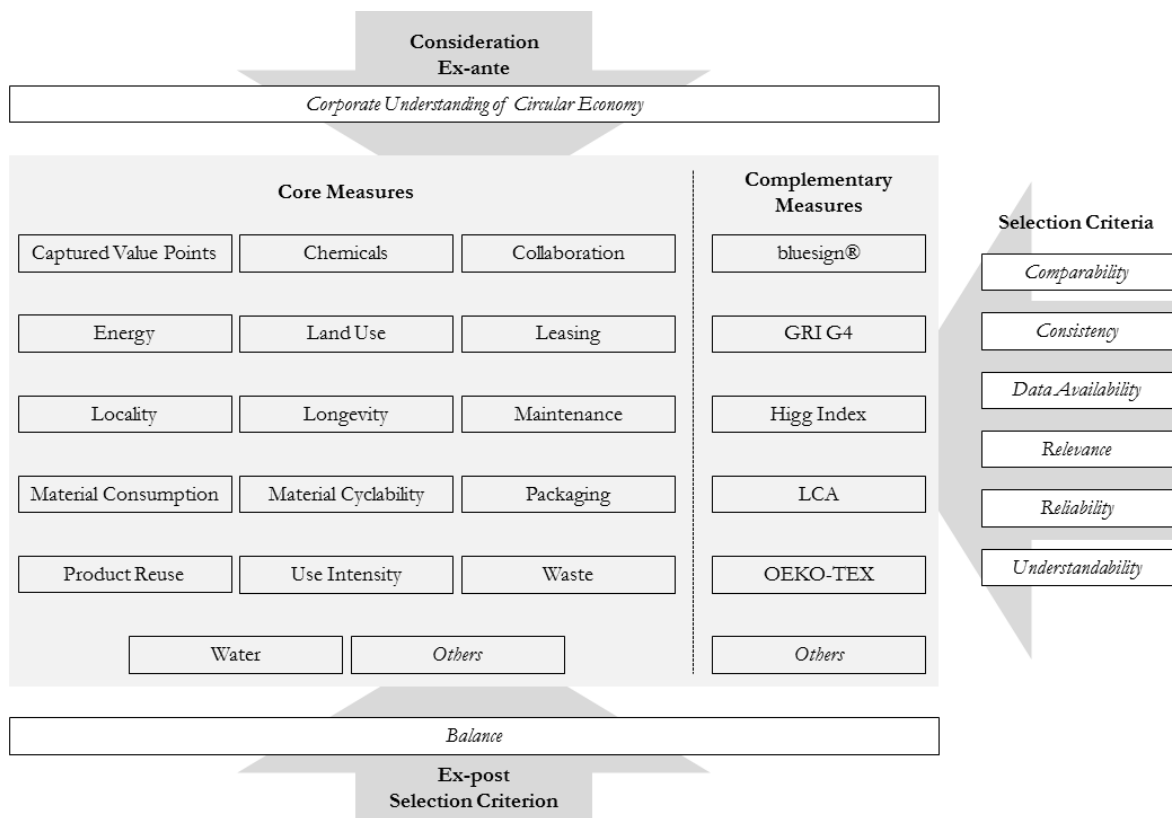 Consideration
Ex-ante
Corporate Understanding of Circular Economy
Core Measures
Complementary
Measures
Captured Value Points
Chemicals
Collaboration
bluesign®
Energy
Land Use
Leasing
GRI G4
Locality
Longevity
Maintenance
Higg Index
Material Consumption
Material Cyclability
Packaging
LCA
Product Reuse
Use Intensity
Waste
OEKO-TEX
Water
Others
Others
Selection Criteria
Comparability
Consistency
Data Availability
Relevance
Reliability
Understandability
Balance
Ex-post
Selection Criterion